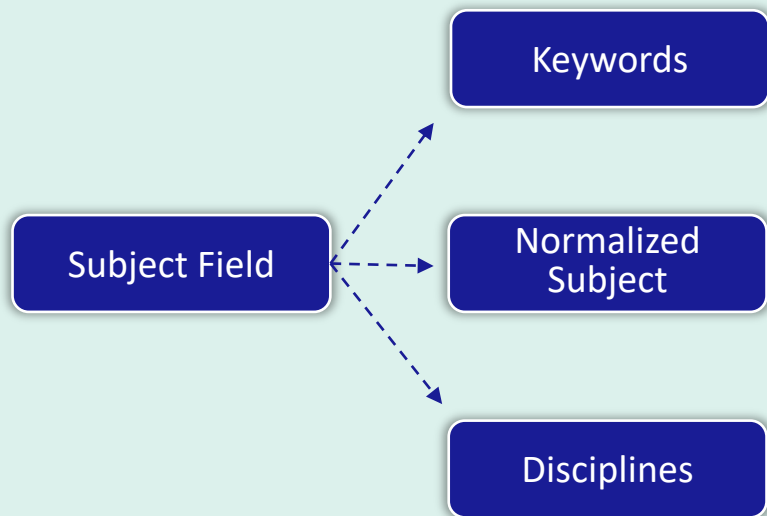 Keywords
Subject Field
Normalized
Subject
Disciplines